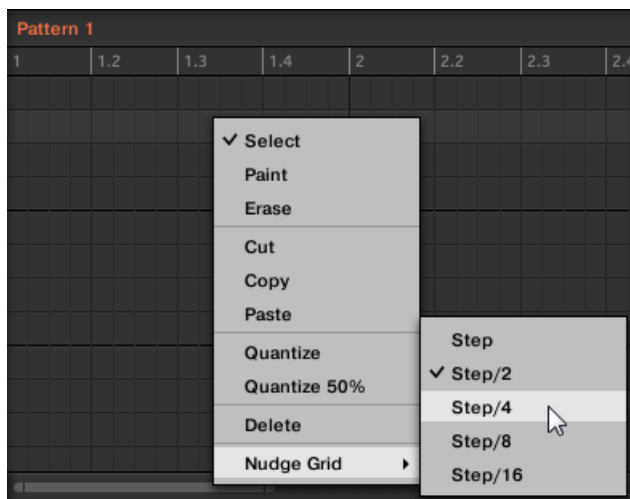 Pattern 1
1 1.2 1.3 1.4 2 2.2 2.3 2.4
Select
Paint
Erase
Cut
Copy
Paste
Quantize
Quantize 50%
Delete
Nudge Grid
Step
Step/2
Step/4
Step/8
Step/16